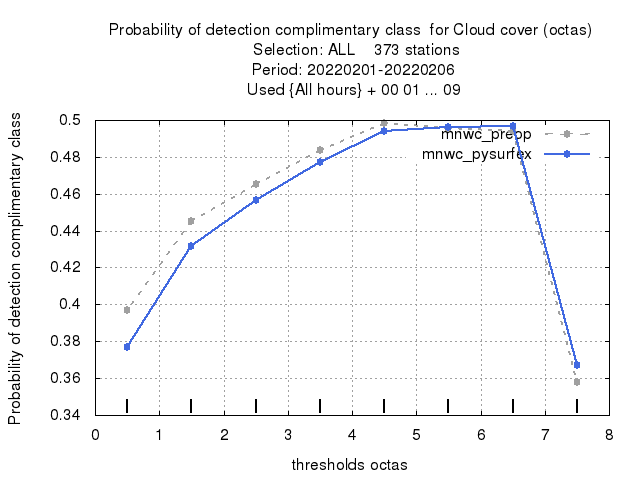 Probability of detection complimentary class  for Cloud cover (octas)
Selection: ALL    373 stations
Period: 20220201-20220206
Used {All hours} + 00 01 ... 09
Probability of detection complimentary class
0.5
0.48
0.46
0.44
0.42
0.4
0.38
0.36
0.34
mnwc_prepp
mnwc_pysurfex
0 1 2 3 4 5 6 7 8
thresholds octas